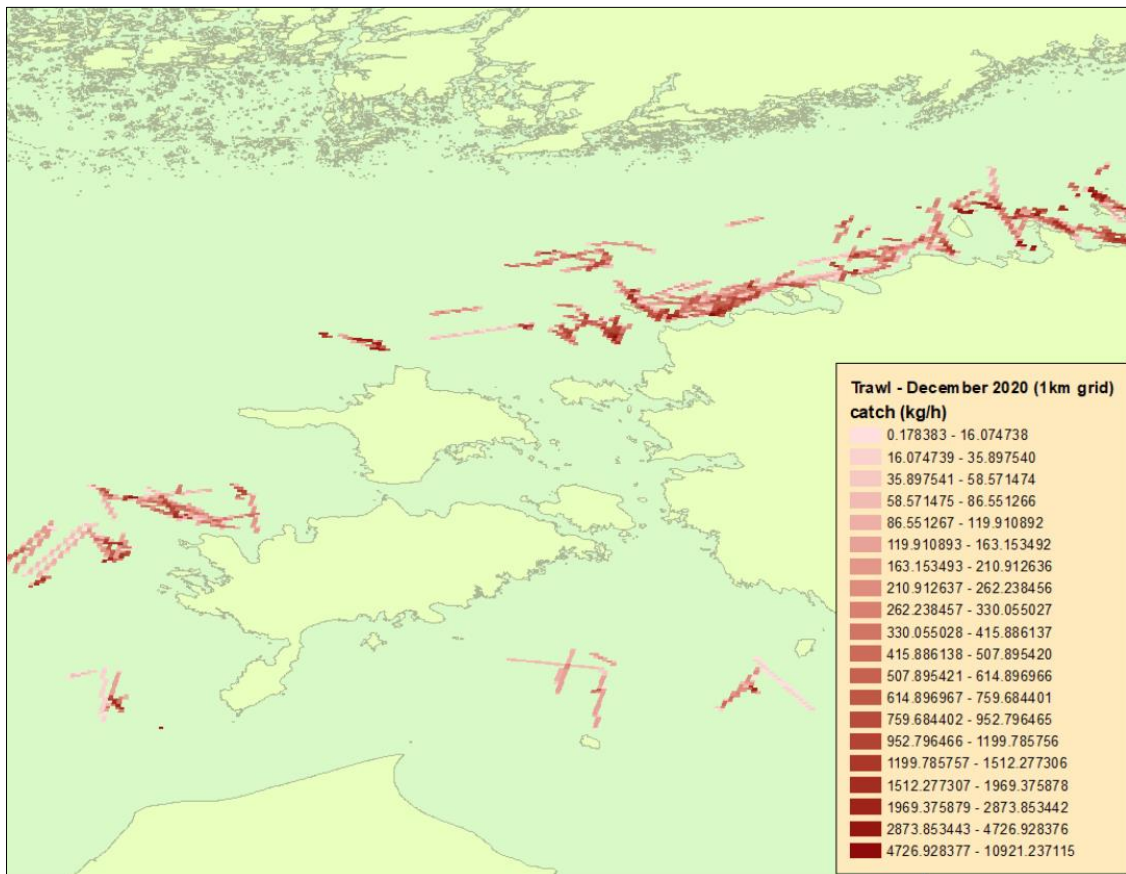 Trawl - December 2020 (1km grid)
catch (kg/h)
0.178383 - 16.074738
16.074739 - 35.897540
35.897541 - 58.571474
58.571475 - 86.551266
86.551267 - 119.910892
119.910893 - 163.153492
163.153493 - 210.912636
210.912637 - 262.238456
262.238457 - 330.055027
330.055028 - 415.886137
415.886138 - 507.895420
507.895421 - 614.896966
614.896967 - 759.684401
759.684402 - 952.796465
952.796466 - 1199.785756
1199.785757 - 1512.277306
1512.277307 - 1969.375878
1969.375879 - 2873.853442
2873.853443 - 4726.928376
4726.928377 - 10921.237115